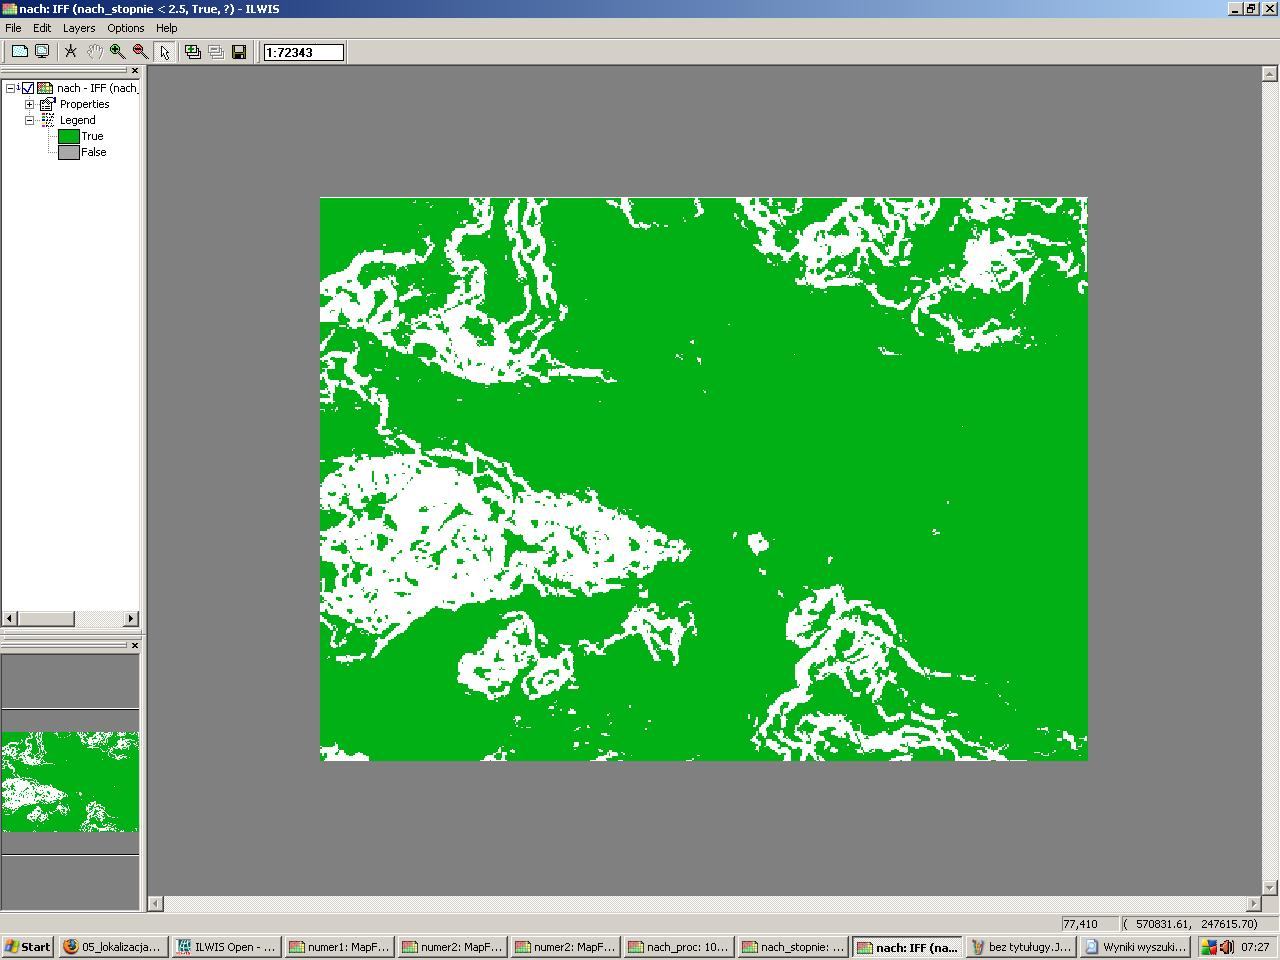 nach: IFF (nach_stopnie < 2.5, True, ?) - ILWIS
File Edit Layers Options Help
1:72343
nach - IFF (nach_
Properties
Legend
True
False
77,410 ( 570831.61, 247615.70)
Start 05_lokalizacja... ILWIS Open - ... numer1: MapF... numer2: MapF... numer2: MapF... nach_proc: 10... nach_stopnie: ... nach: IFF (na... bez tytuługy.J... Wyniki wyszuki... 07:27